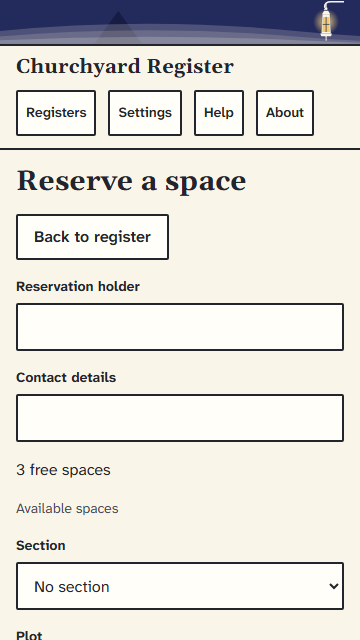 Churchyard Register
Registers Settings Help About
Reserve a space
Back to register
Reservation holder
Contact details
3 free spaces
Available spaces
Section
No section
Plot